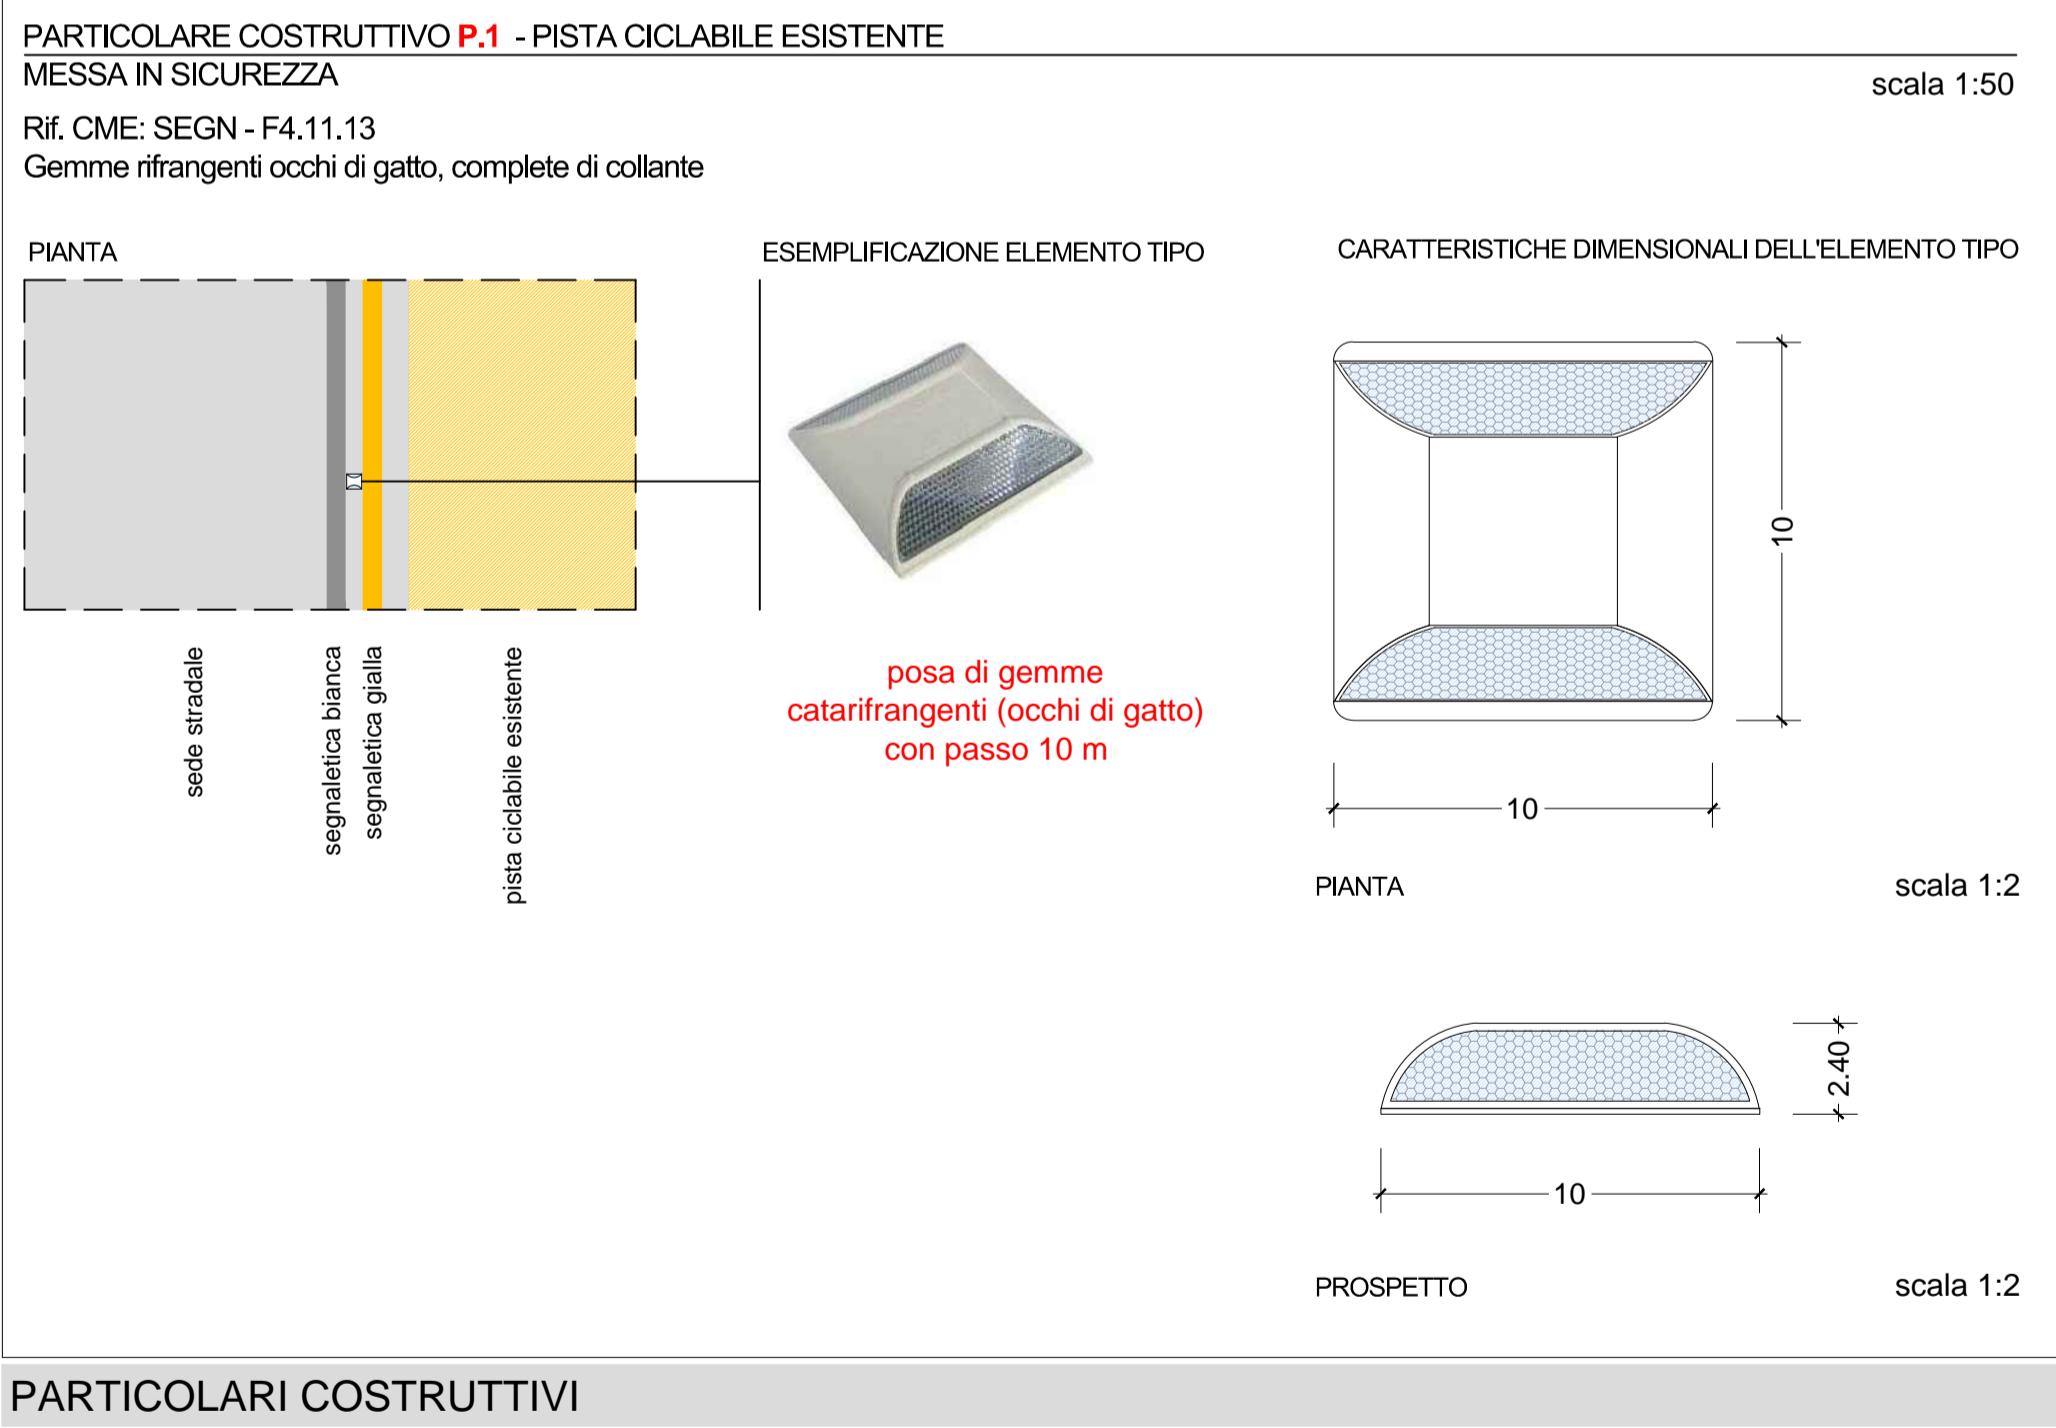 PARTICOLARE COSTRUTTIVO P.1 - PISTA CICLABILE ESISTENTE
MESSA IN SICUREZZA
scala 1:50
Rif. CME: SEGN - F4.11.13
Gemme rifrangenti occhi di gatto, complete di collante
PIANTA
ESEMPLIFICAZIONE ELEMENTO TIPO
CARATTERISTICHE DIMENSIONALI DELL'ELEMENTO TIPO
sede stradale
segnaletica bianca
segnaletica gialla
pista ciclabile esistente
posa di gemme
catarifrangenti (occhi di gatto)
con passo 10 m
10
10
PIANTA
scala 1:2
2.40
10
PROSPETTO
scala 1:2
PARTICOLARI COSTRUTTIVI